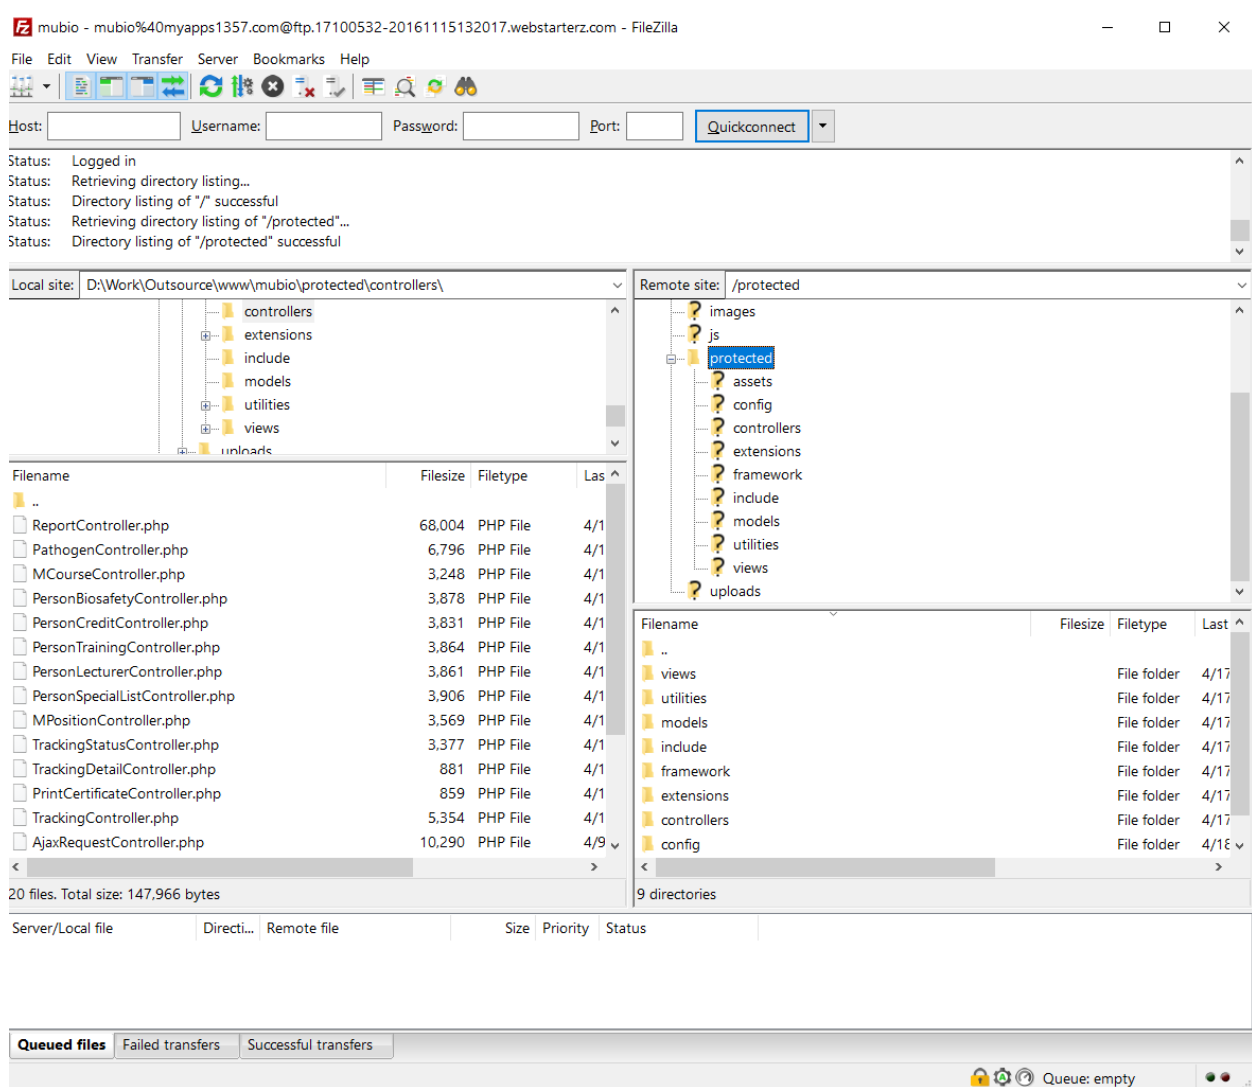 mubio - mubio%40myapps1357.com@ftp.17100532-20161115132017.webstarterz.com - FileZilla
File Edit View Transfer Server Bookmarks Help
Host: Username: Password: Port: Quickconnect
Status: Logged in
Status: Retrieving directory listing...
Status: Directory listing of "/" successful
Status: Retrieving directory listing of "/protected"...
Status: Directory listing of "/protected" successful
Local site: D:\Work\Outsource\www\mubio\protected\controllers\
controllers
extensions
include
models
utilities
views
uploads
Filename Filesize Filetype Las
..
ReportController.php 68,004 PHP File 4/1
PathogenController.php 6,796 PHP File 4/1
MCourseController.php 3,248 PHP File 4/1
PersonBiosafetyController.php 3,878 PHP File 4/1
PersonCreditController.php 3,831 PHP File 4/1
PersonTrainingController.php 3,864 PHP File 4/1
PersonLecturerController.php 3,861 PHP File 4/1
PersonSpecialListController.php 3,906 PHP File 4/1
MPositionController.php 3,569 PHP File 4/1
TrackingStatusController.php 3,377 PHP File 4/1
TrackingDetailController.php 881 PHP File 4/1
PrintCertificateController.php 859 PHP File 4/1
TrackingController.php 5,354 PHP File 4/1
AjaxRequestController.php 10,290 PHP File 4/9
20 files. Total size: 147,966 bytes
Remote site: /protected
images
js
protected
assets
config
controllers
extensions
framework
include
models
utilities
views
uploads
Filename Filesize Filetype Last
..
views File folder 4/17
utilities File folder 4/17
models File folder 4/17
include File folder 4/17
framework File folder 4/17
extensions File folder 4/17
controllers File folder 4/17
config File folder 4/18
9 directories
Server/Local file Directi... Remote file Size Priority Status
Queued files Failed transfers Successful transfers
Queue: empty